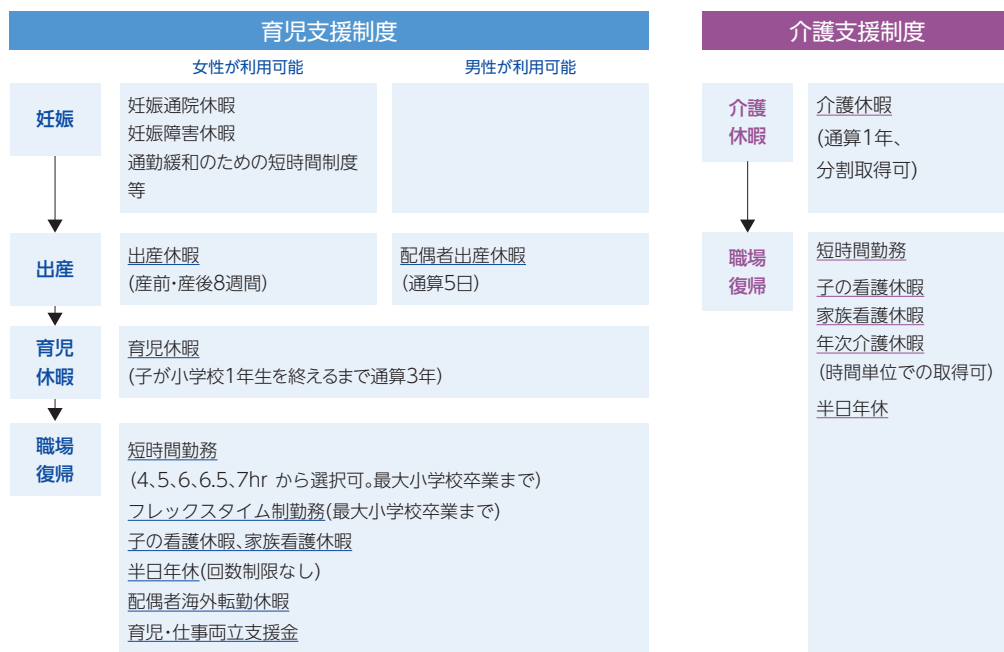 育児支援制度
女性が利用可能
男性が利用可能
妊娠
妊娠通院休暇
妊娠障害休暇
通勤緩和のための短時間制度
等
出産
出産休暇
(産前・産後8週間)
配偶者出産休暇
(通算5日)
育児
休暇
育児休暇
(子が小学校1年生を終えるまで通算3年)
職場
復帰
短時間勤務
(4、5、6、6.5、7hr から選択可。最大小学校卒業まで)
フレックスタイム制勤務(最大小学校卒業まで)
子の看護休暇、家族看護休暇
半日年休(回数制限なし)
配偶者海外転勤休暇
育児・仕事両立支援金
介護支援制度
介護
休暇
介護休暇
(通算1年、
分割取得可)
職場
復帰
短時間勤務
子の看護休暇
家族看護休暇
年次介護休暇
(時間単位での取得可)
半日年休